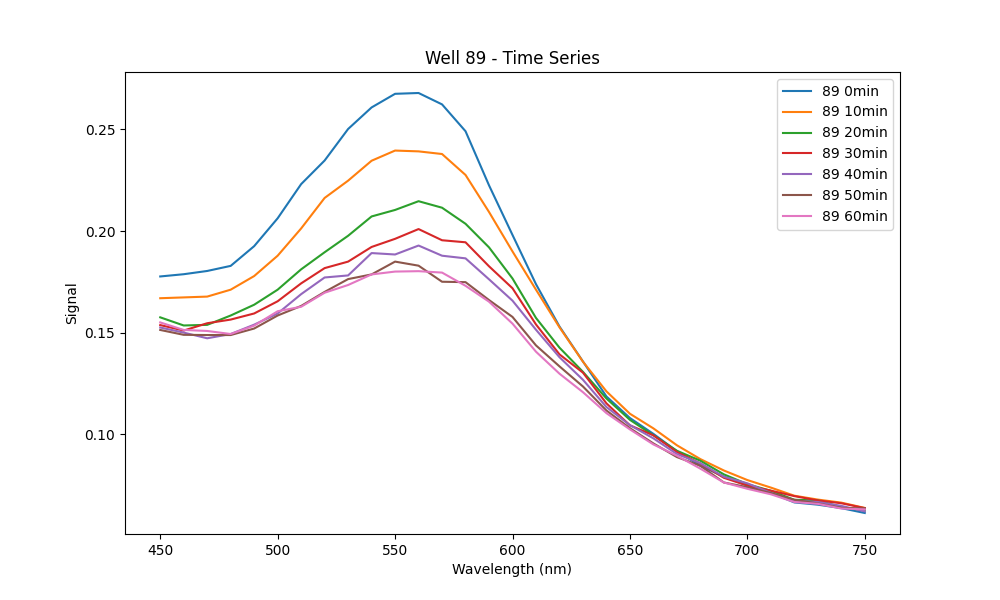 Well 89 - Time Series
89 0min
89 10min
89 20min
89 30min
89 40min
89 50min
89 60min
Signal
0.25
0.20
0.15
0.10
450 500 550 600 650 700 750
Wavelength (nm)